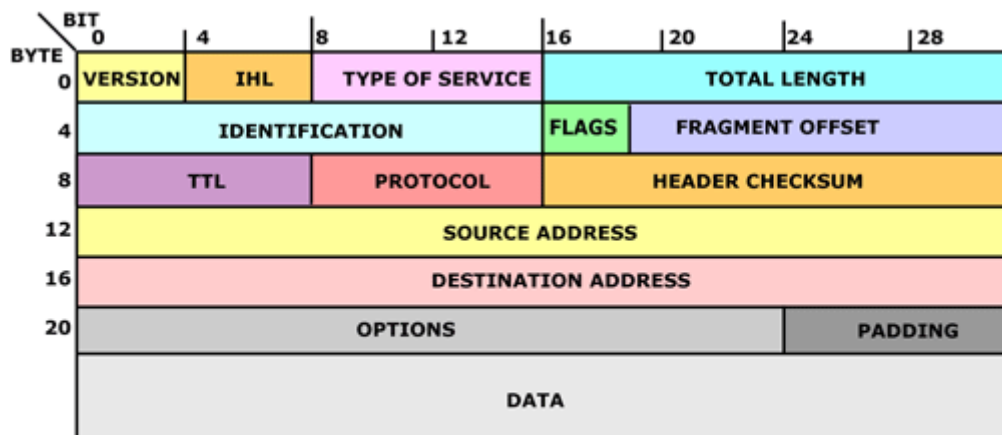 BIT
0 4 8 12 16 20 24 28
BYTE
0 VERSION IHL TYPE OF SERVICE TOTAL LENGTH
4 IDENTIFICATION FLAGS FRAGMENT OFFSET
8 TTL PROTOCOL HEADER CHECKSUM
12 SOURCE ADDRESS
16 DESTINATION ADDRESS
20 OPTIONS PADDING
DATA